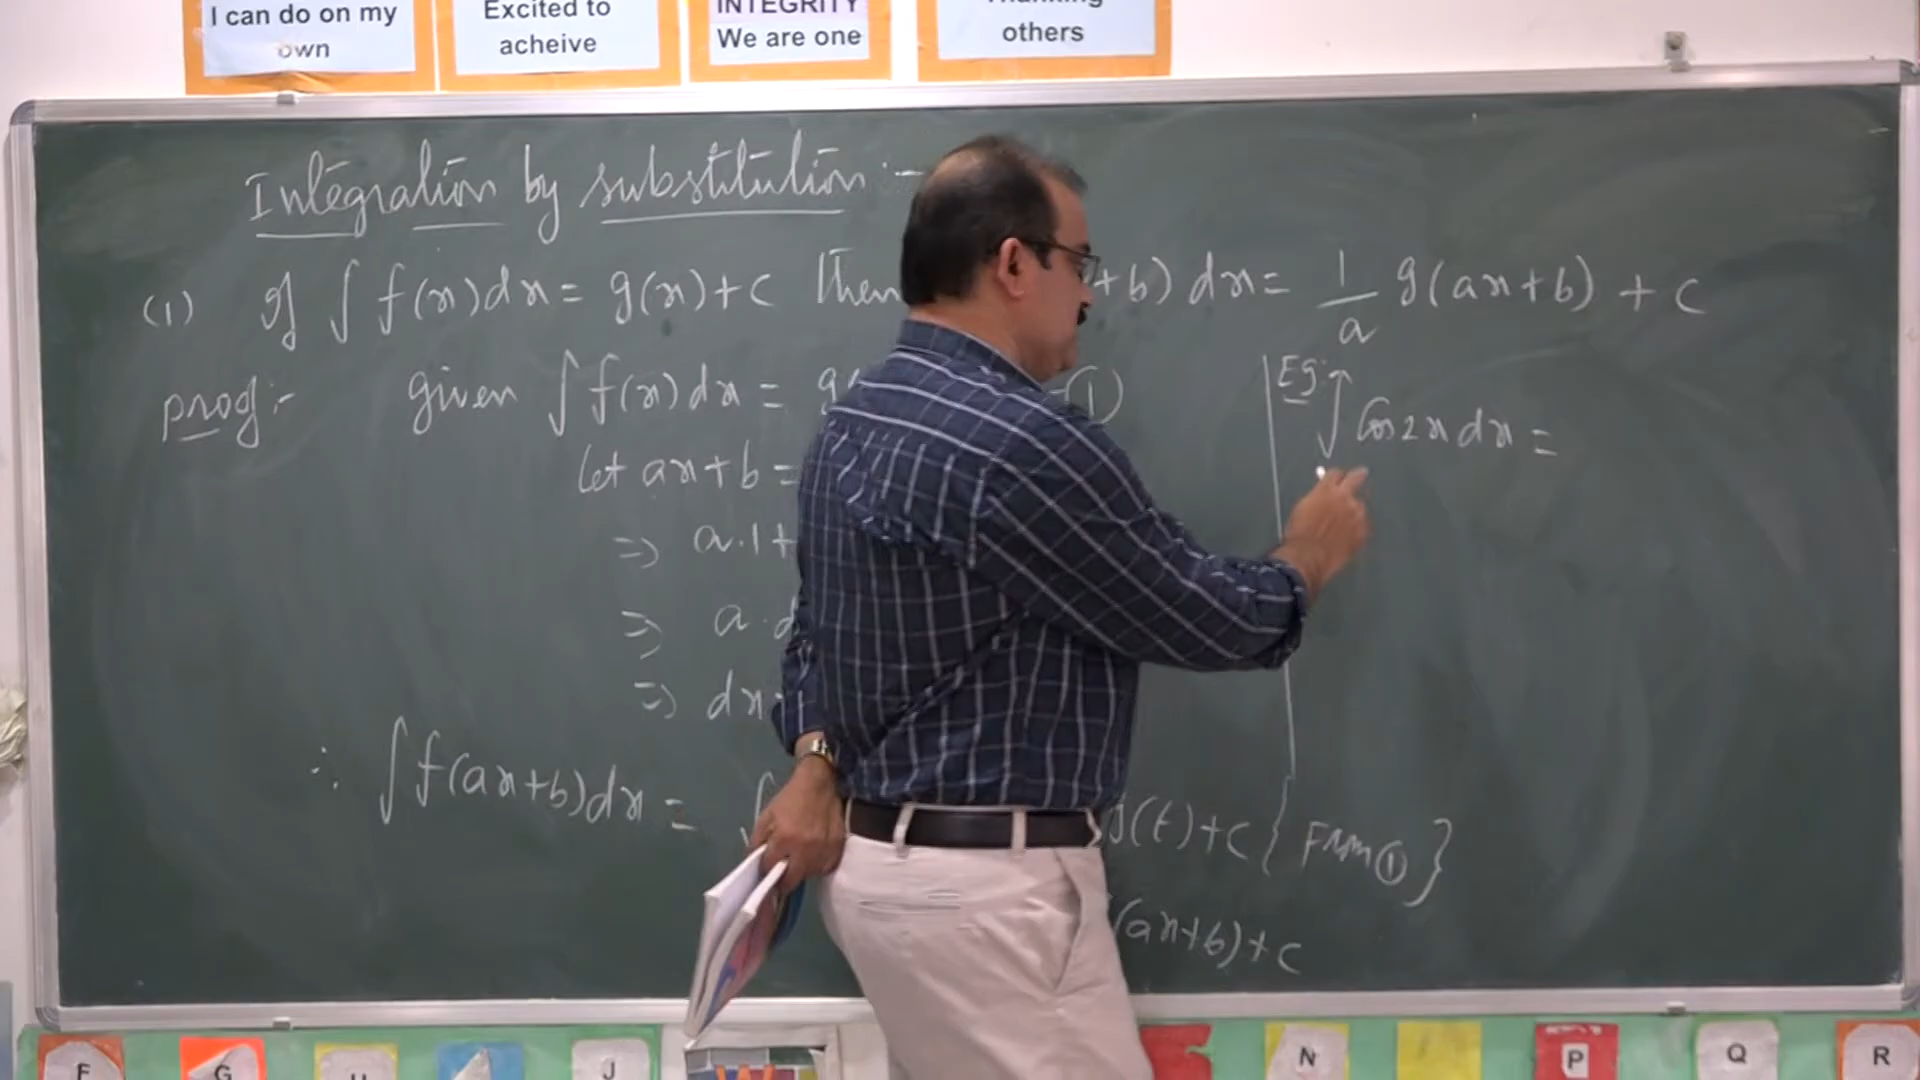 I can do on my
own
Excited to
acheive
INTEGRITY
We are one
Thanking
others
Integration by substitution :-
(1) If ∫ f(x)dx = g(x)+c then +b) dx = 1/a g(ax+b) + c
proof:- given ∫ f(x)dx = g ①
let ax+b =
⇒ a.1+
⇒ a.d
⇒ dx
∴ ∫f(ax+b)dx = ∫ g(t)+c { From ① }
(ax+b)+c
Eg:
∫ Cos2x dx =
F G J N P Q R